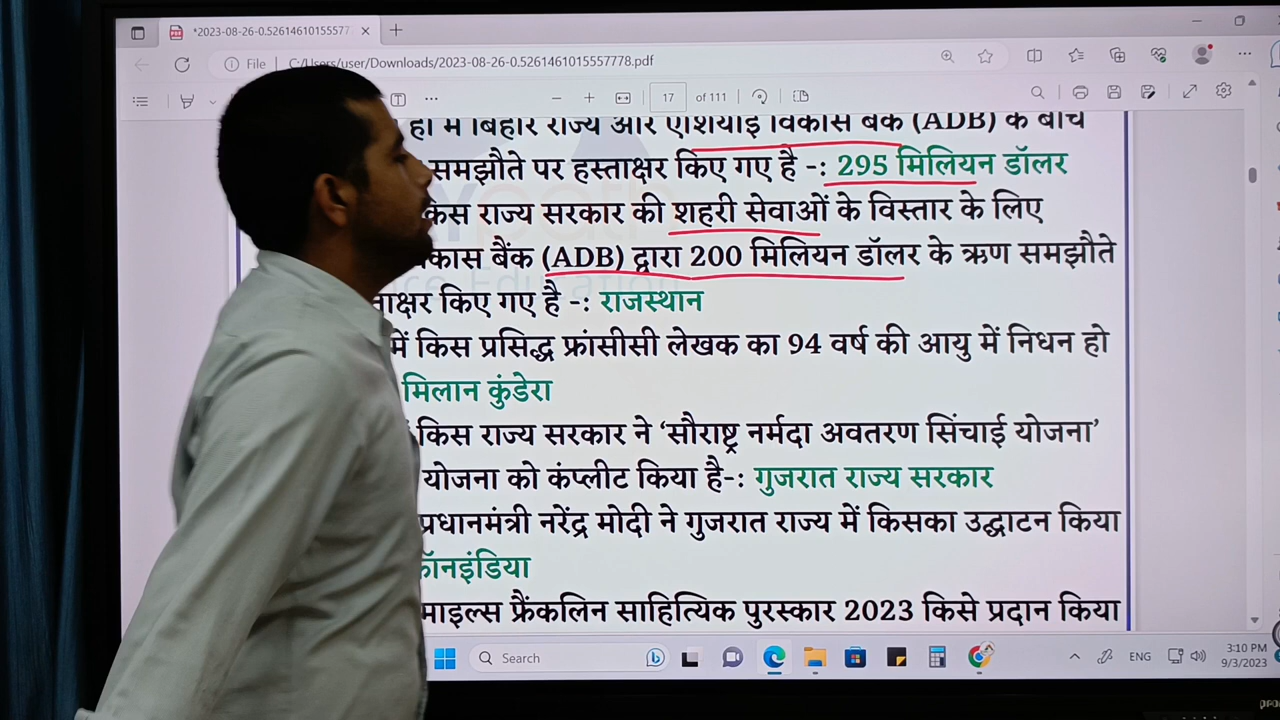 *2023-08-26-0.52614610155577
File C:/Users/user/Downloads/2023-08-26-0.5261461015557778.pdf
17 of 111
ही में बिहार राज्य और एशियाई विकास बैंक (ADB) के बीच
समझौते पर हस्ताक्षर किए गए है -: 295 मिलियन डॉलर
किस राज्य सरकार की शहरी सेवाओं के विस्तार के लिए
बैंक (ADB) द्वारा 200 मिलियन डॉलर के ऋण समझौते
किए गए है -: राजस्थान
में किस प्रसिद्ध फ्रांसीसी लेखक का 94 वर्ष की आयु में निधन हो
मिलान कुंडेरा
किस राज्य सरकार ने ‘सौराष्ट्र नर्मदा अवतरण सिंचाई योजना’
योजना को कंप्लीट किया है-: गुजरात राज्य सरकार
प्रधानमंत्री नरेंद्र मोदी ने गुजरात राज्य में किसका उद्घाटन किया
माइल्स फ्रैंकलिन साहित्यिक पुरस्कार 2023 किसे प्रदान किया
Search
ENG
3:10 PM
9/3/2023